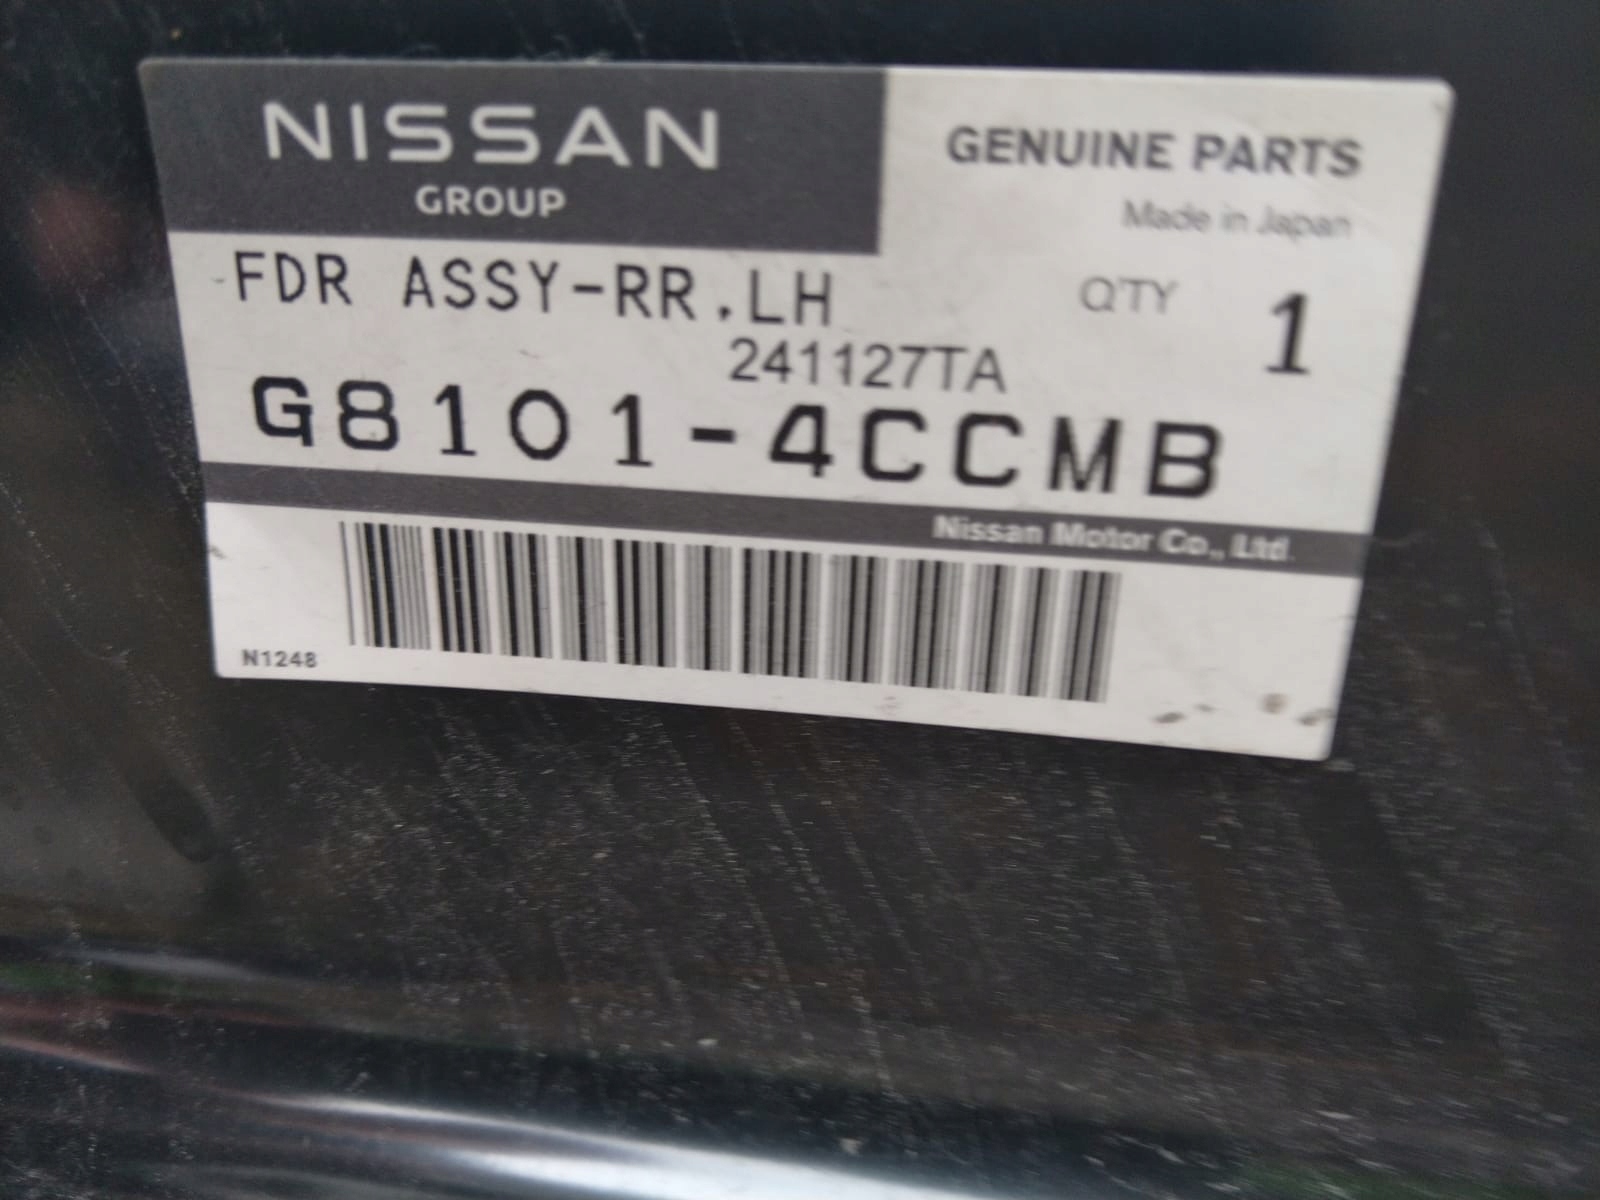 NISSAN
GROUP
GENUINE PARTS
Made in Japan
FDR ASSY-RR,LH
Q'TY 1
241127TA
G8101-4CCMB
Nissan Motor Co., Ltd.
N1248